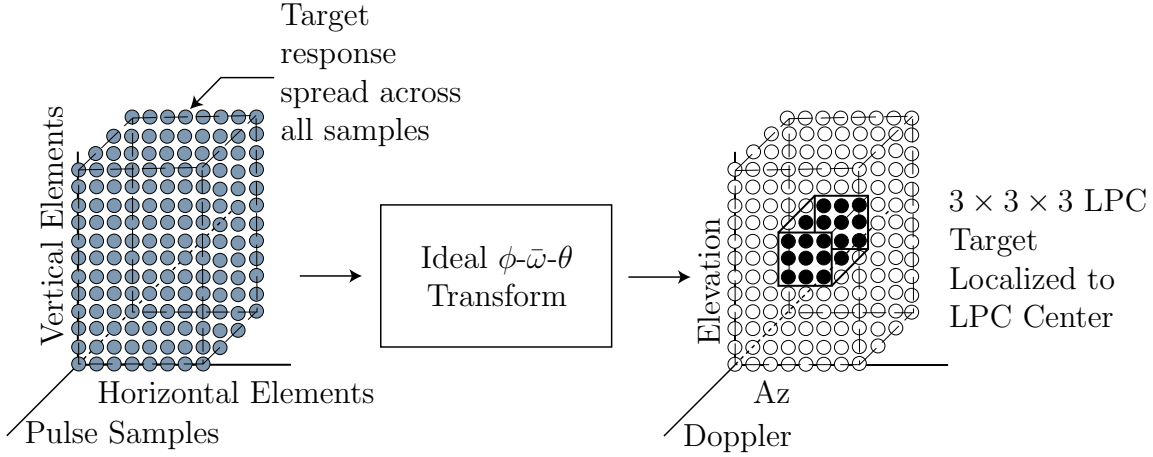 Target
response
spread across
all samples
Vertical Elements
Horizontal Elements
Pulse Samples
Ideal ϕ-ω̄-θ
Transform
Elevation
Az
Doppler
3 × 3 × 3 LPC
Target
Localized to
LPC Center